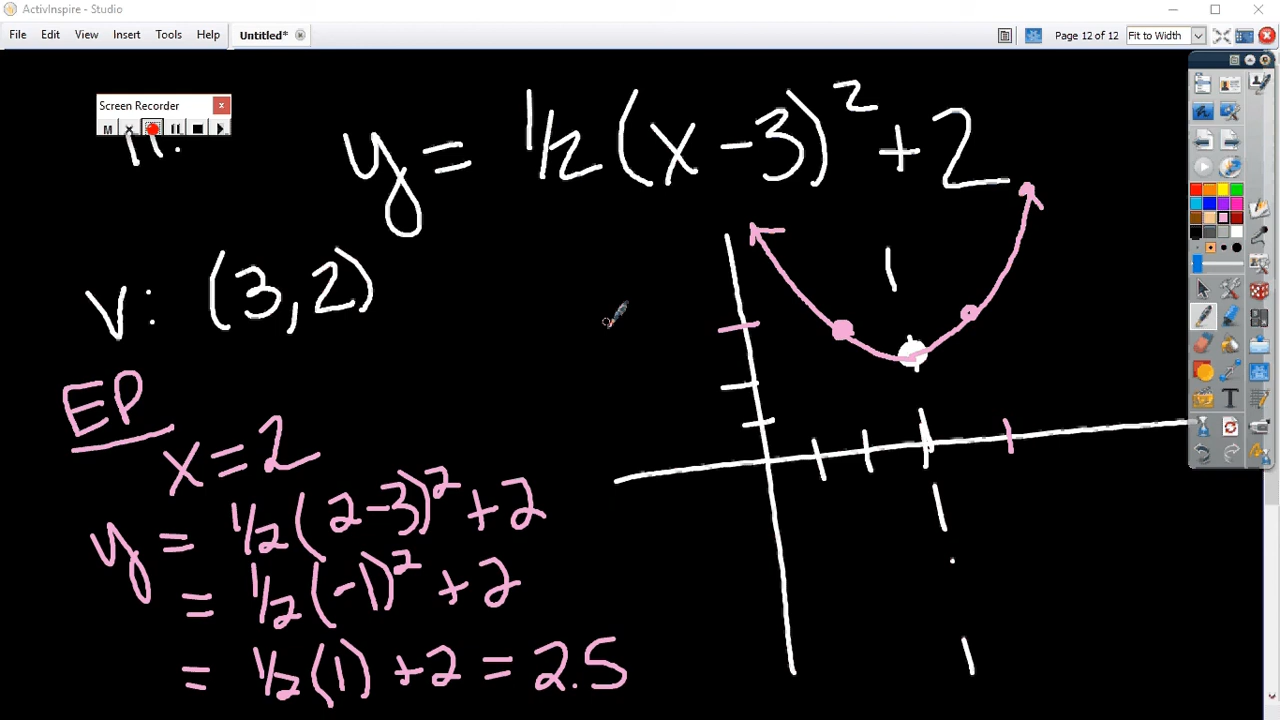 ActivInspire - Studio
File Edit View Insert Tools Help Untitled* Page 12 of 12 Fit to Width
Screen Recorder
M
11.
y = 1/2(x-3)² +2
v: (3,2)
EP
x=2
y = 1/2(2-3)² +2
= 1/2(-1)² +2
= 1/2(1) +2 = 2.5